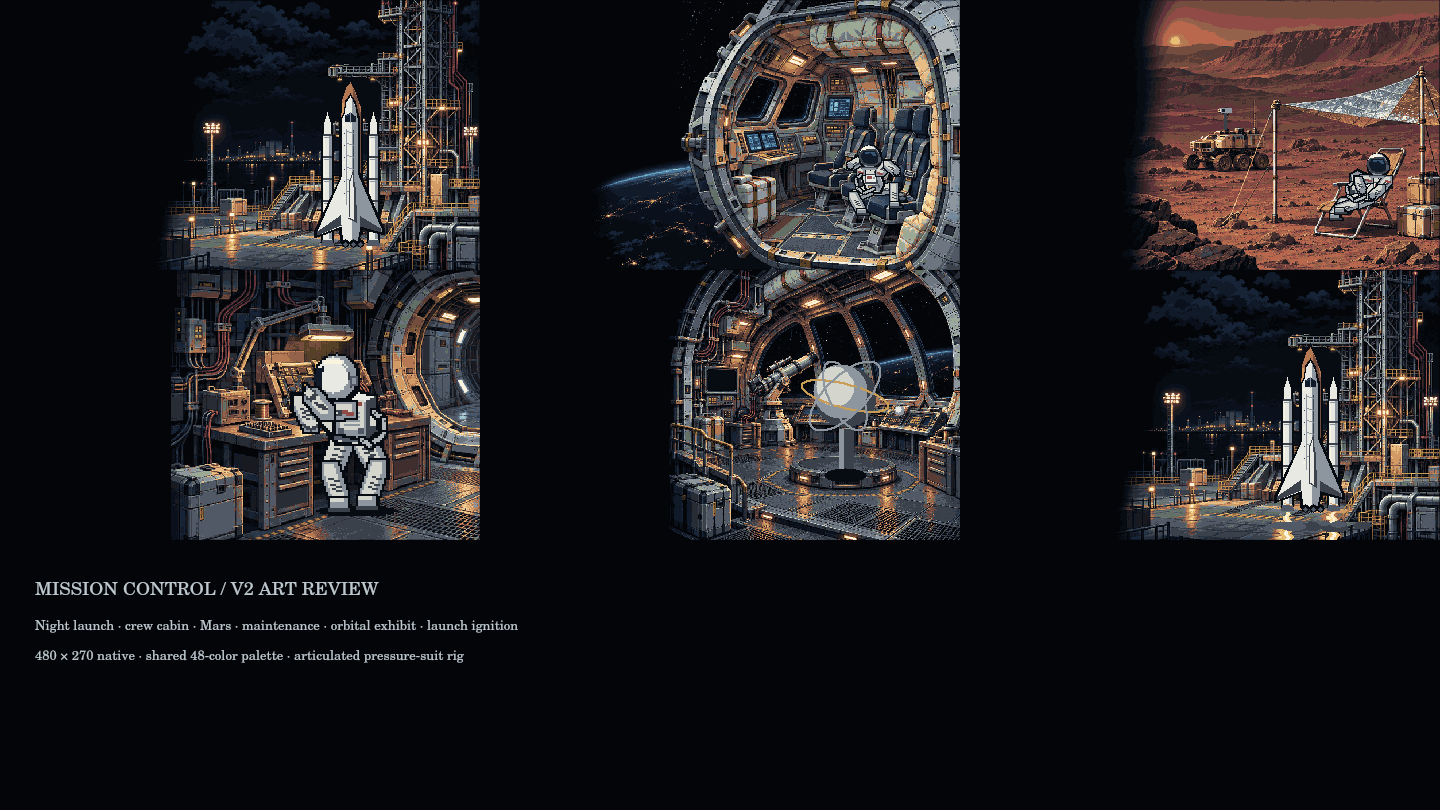 MISSION CONTROL / V2 ART REVIEW
Night launch · crew cabin · Mars · maintenance · orbital exhibit · launch ignition
480 × 270 native · shared 48-color palette · articulated pressure-suit rig